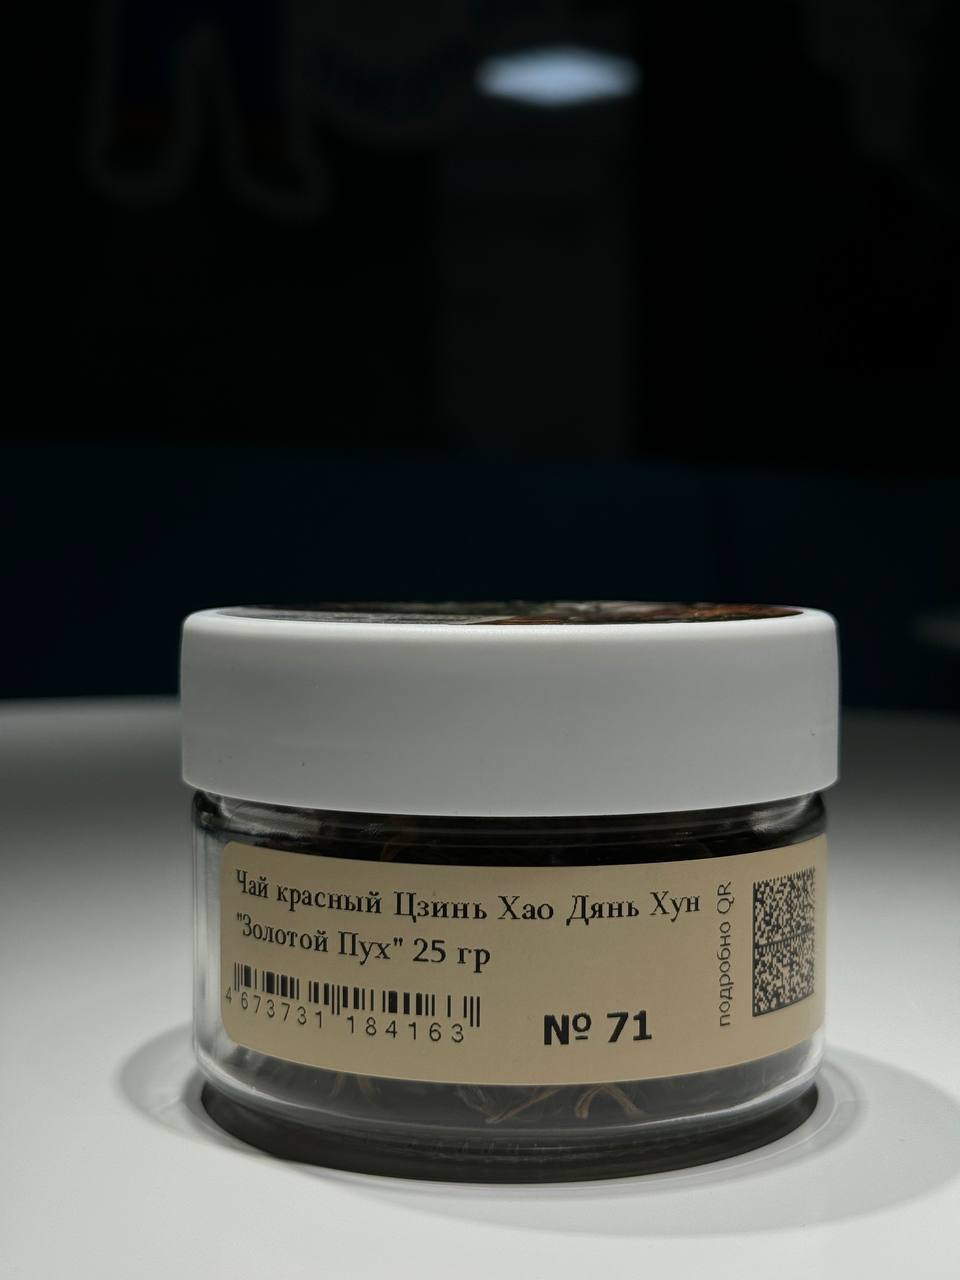 Чай красный Цзинь Хао Дянь Хун
"Золотой Пух" 25 гр
4 673731 184163
№ 71
подробно QR